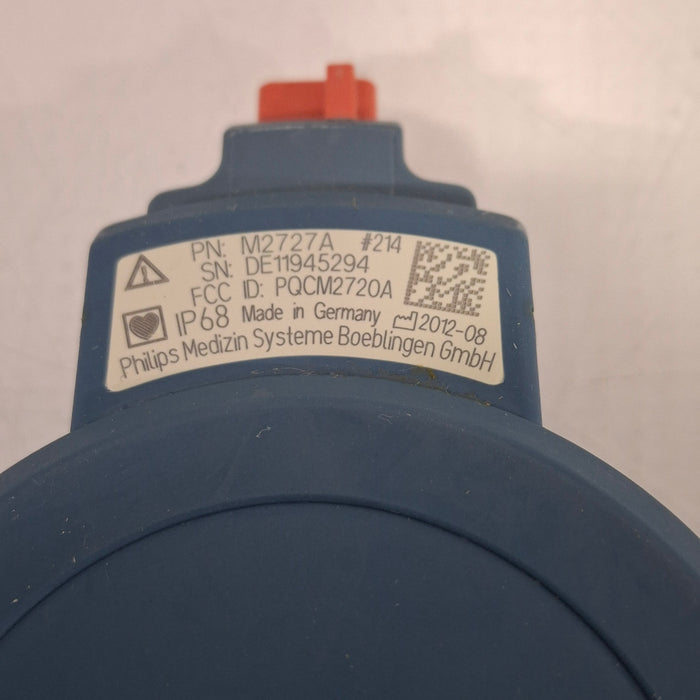 PN: M2727A #214
SN: DE11945294
FCC ID: PQCM2720A
IP68 Made in Germany 2012-08
Philips Medizin Systeme Boeblingen GmbH